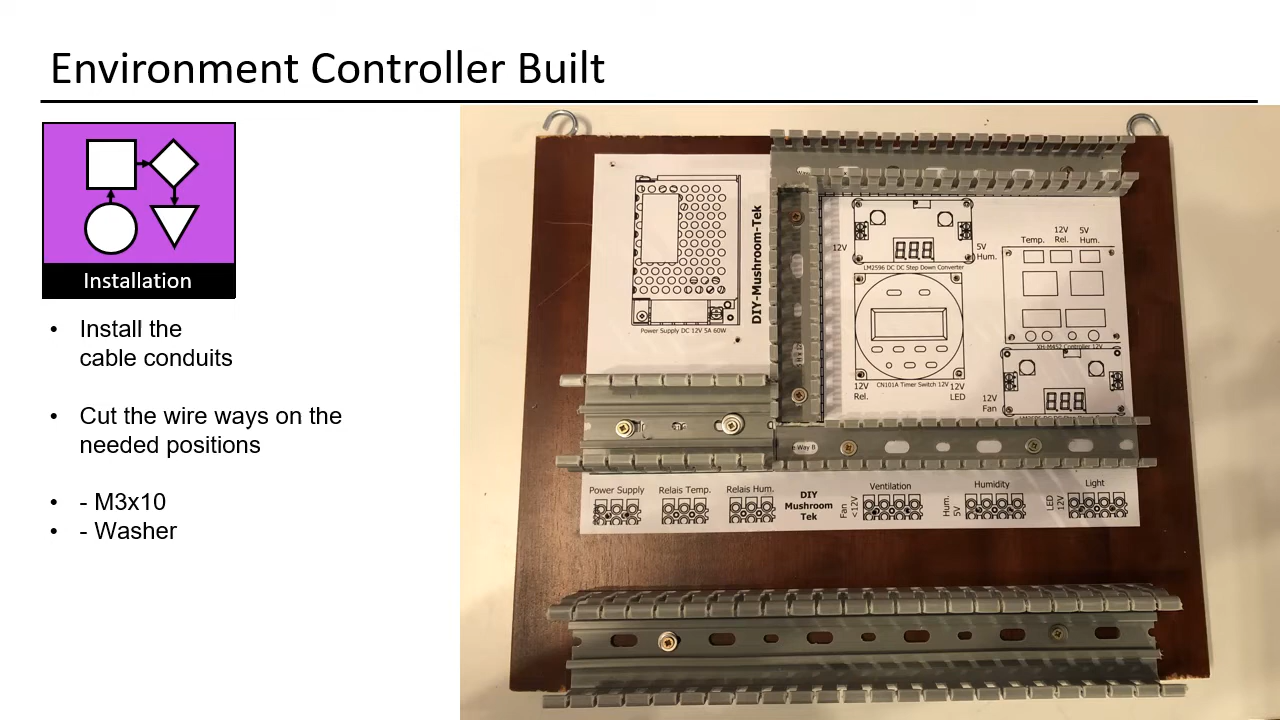 Environment Controller Built
Installation
• Install the
cable conduits
• Cut the wire ways on the
needed positions
• - M3x10
• - Washer
DIY-Mushroom-Tek
Power Supply DC 12V 5A 60W
12V
5V
Hum.
LM2596 DC DC Step Down Converter
Temp.
12V
Rel.
5V
Hum.
XH-M452 Controller 12V
CN101A Timer Switch 12V
12V
Rel.
12V
LED
12V
Fan
Way B
Power Supply
Relais Temp.
Relais Hum.
DIY
Mushroom
Tek
Ventilation
Fan
<12V
Humidity
Hum.
5V
Light
LED
12V